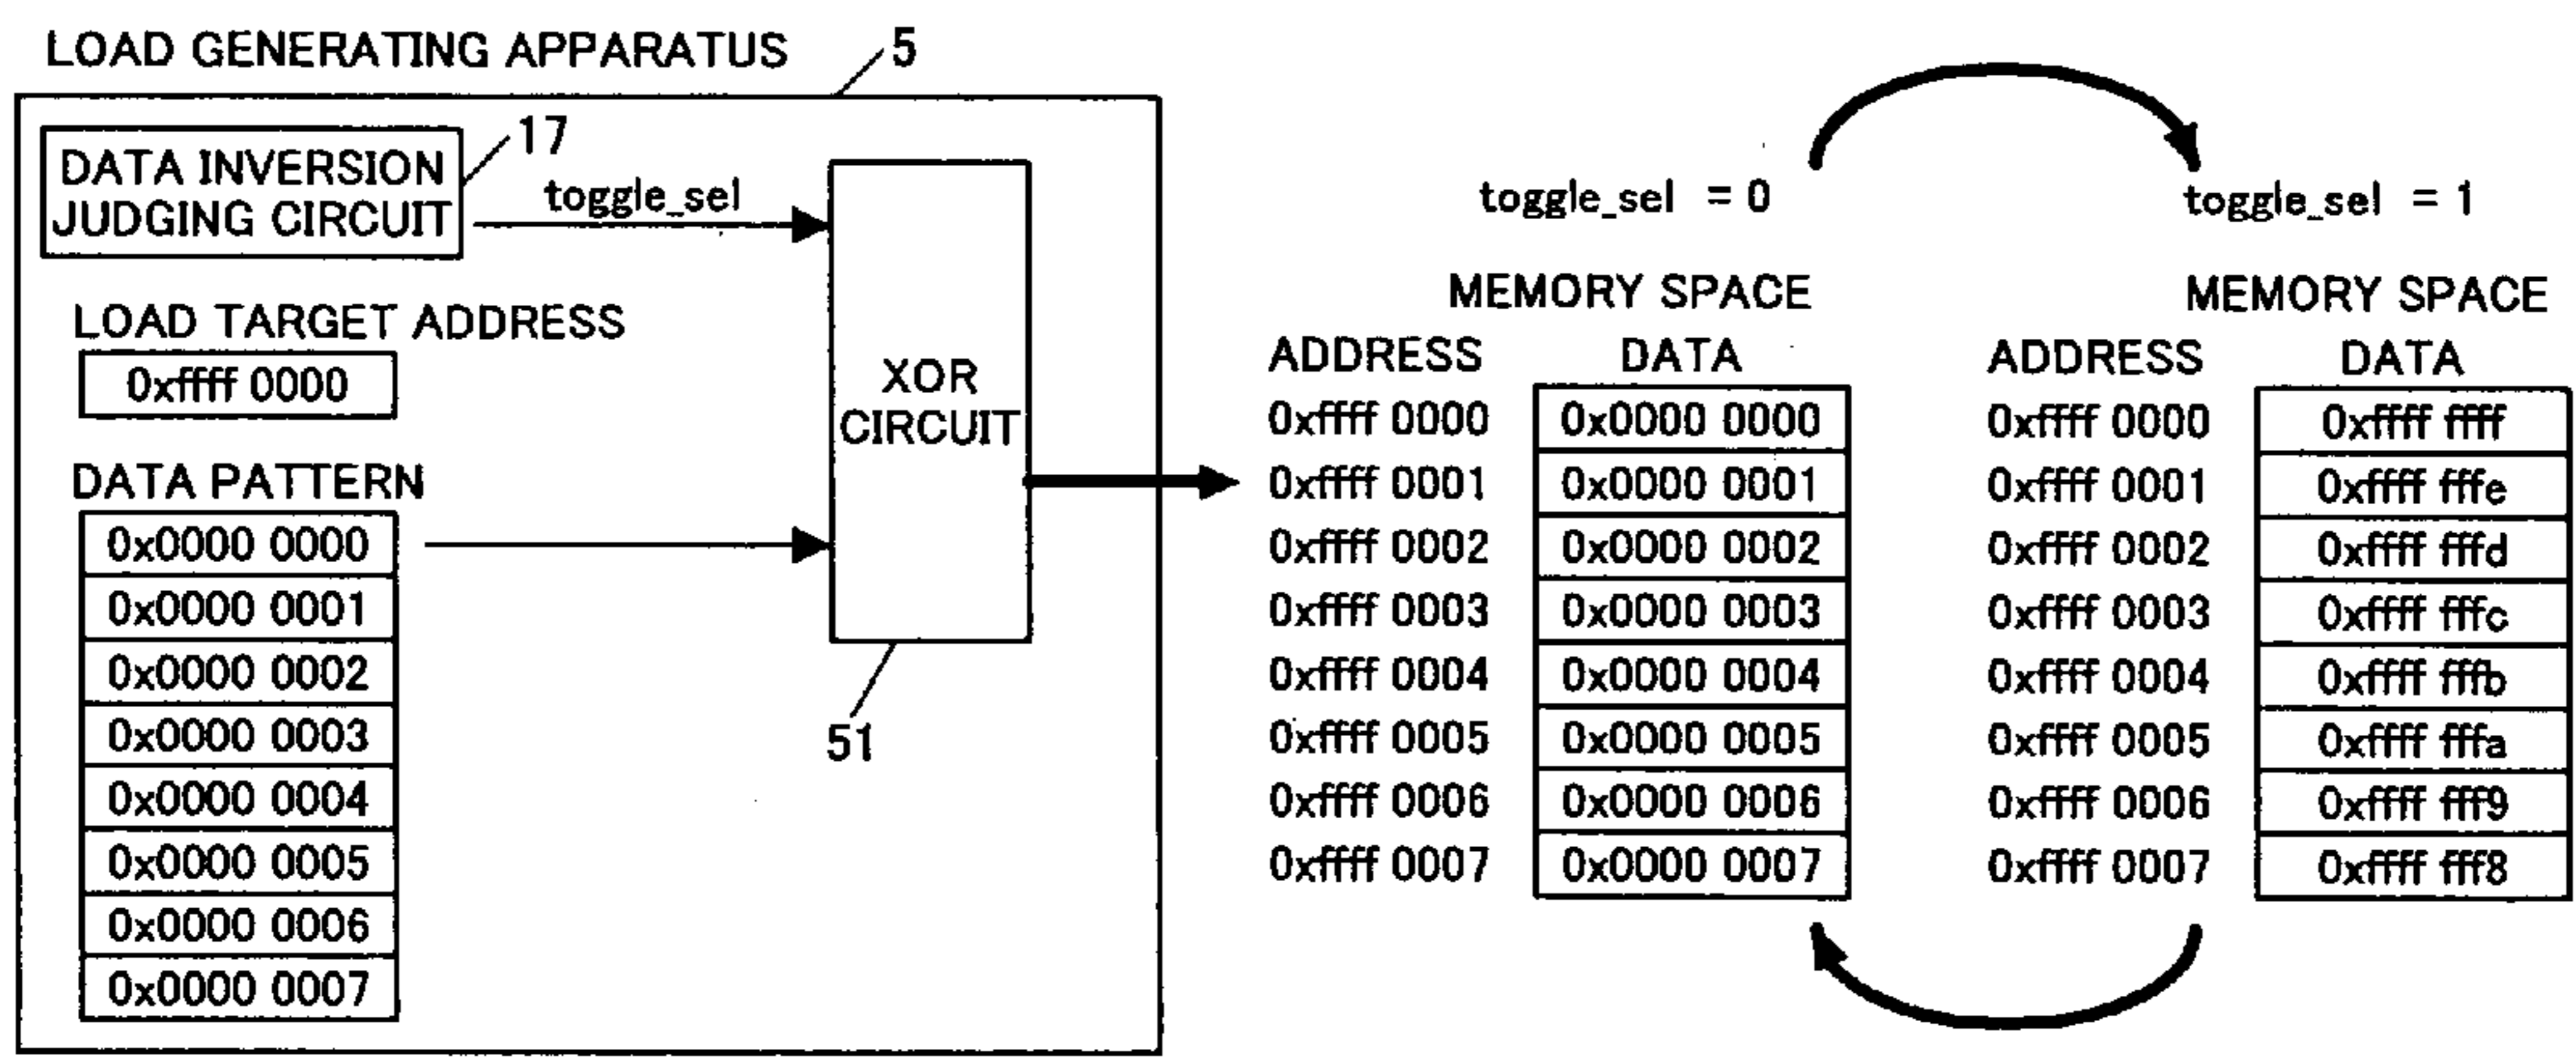 LOAD GENERATING APPARATUS
5
DATA INVERSION
JUDGING CIRCUIT
17
toggle_sel
LOAD TARGET ADDRESS
0xffff 0000
DATA PATTERN
0x0000 0000
0x0000 0001
0x0000 0002
0x0000 0003
0x0000 0004
0x0000 0005
0x0000 0006
0x0000 0007
XOR
CIRCUIT
51
toggle_sel = 0
MEMORY SPACE
ADDRESS DATA
0xffff 0000 0x0000 0000
0xffff 0001 0x0000 0001
0xffff 0002 0x0000 0002
0xffff 0003 0x0000 0003
0xffff 0004 0x0000 0004
0xffff 0005 0x0000 0005
0xffff 0006 0x0000 0006
0xffff 0007 0x0000 0007
toggle_sel = 1
MEMORY SPACE
ADDRESS DATA
0xffff 0000 0xffff ffff
0xffff 0001 0xffff fffe
0xffff 0002 0xffff fffd
0xffff 0003 0xffff fffc
0xffff 0004 0xffff fffb
0xffff 0005 0xffff fffa
0xffff 0006 0xffff fff9
0xffff 0007 0xffff fff8